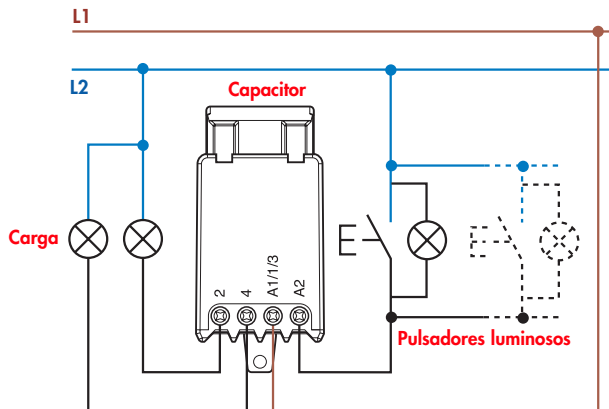 L1
L2
Capacitor
Carga
2
4
A1/1/3
A2
Pulsadores luminosos